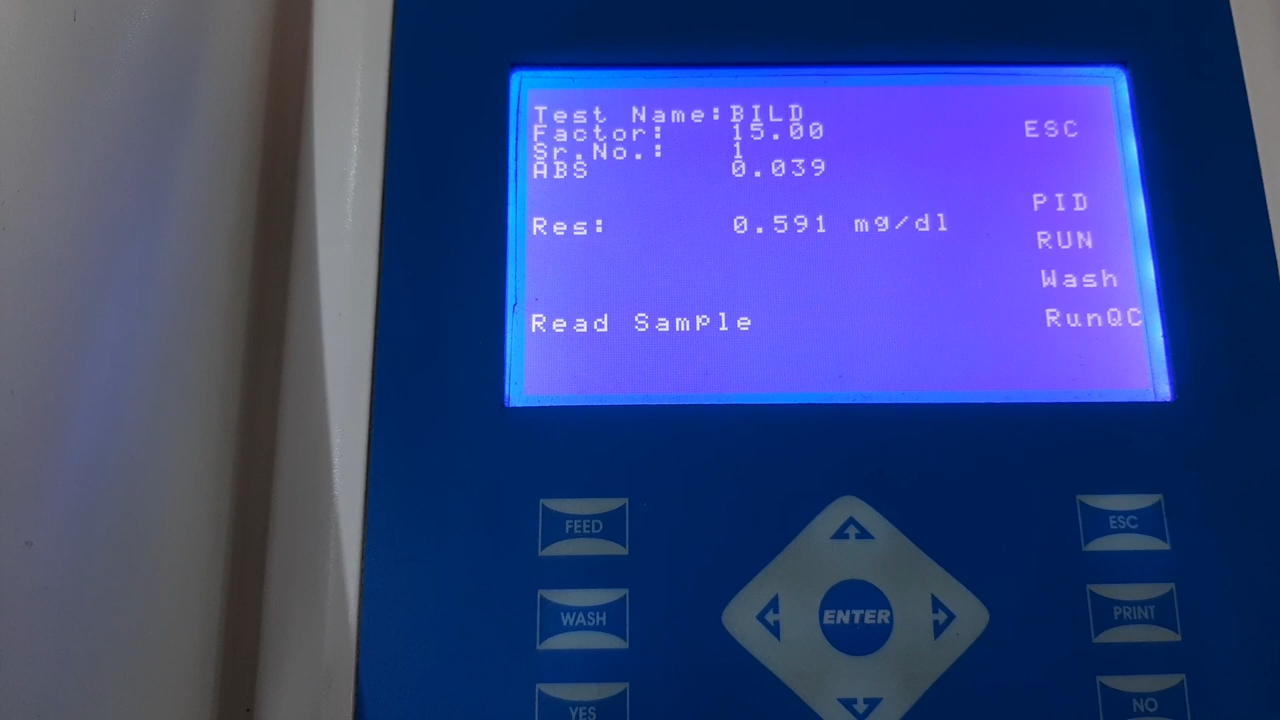 Test Name:BILD
Factor: 15.00
ESC
Sr.No.: 1
ABS 0.039
PID
Res: 0.591 mg/dl
RUN
Wash
Read Sample
RunQC
FEED
ESC
WASH
ENTER
PRINT
YES
NO